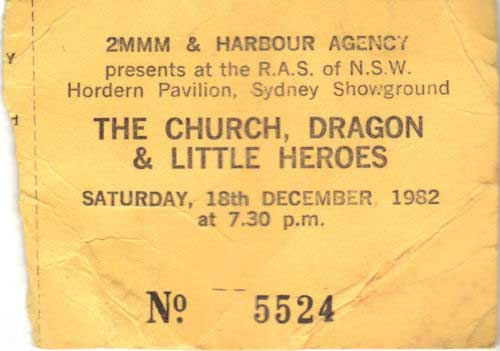 2MMM & HARBOUR AGENCY
presents at the R.A.S. of N.S.W.
Hordern Pavilion, Sydney Showground
THE CHURCH, DRAGON
& LITTLE HEROES
SATURDAY, 18th DECEMBER, 1982
at 7.30 p.m.
Nº 5524